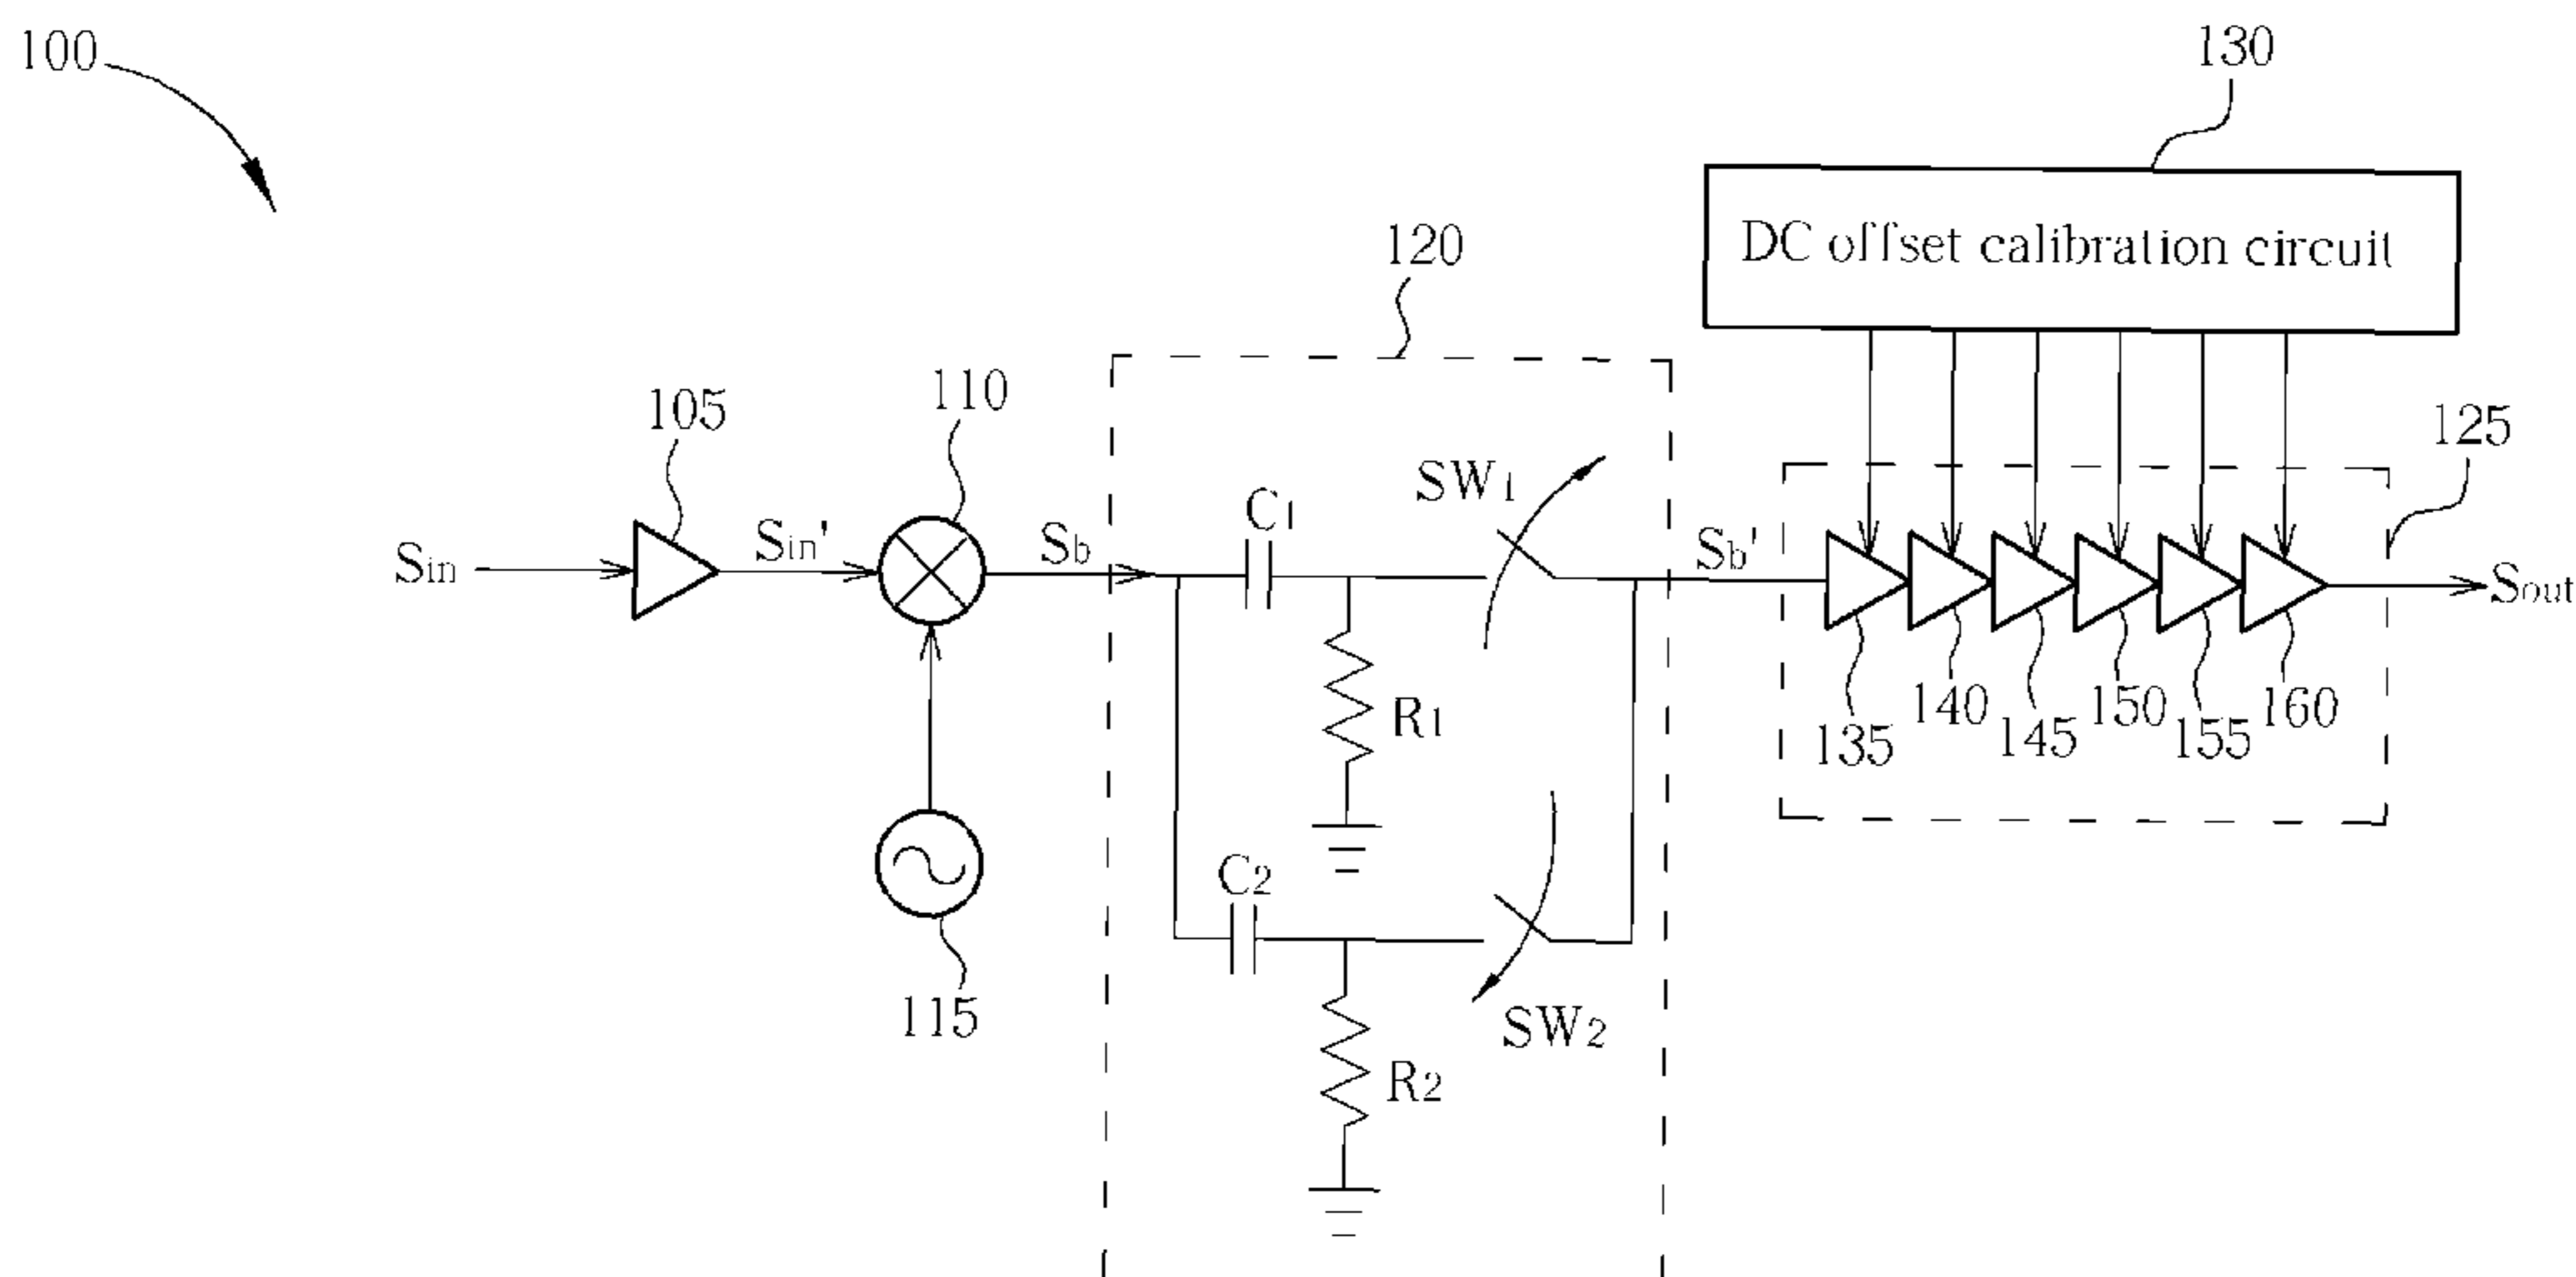 100
130
DC offset calibration circuit
120
125
105
110
Sin
Sin'
Sb
C1
SW1
Sb'
Sout
R1
135
140
145
150
155
160
C2
115
SW2
R2